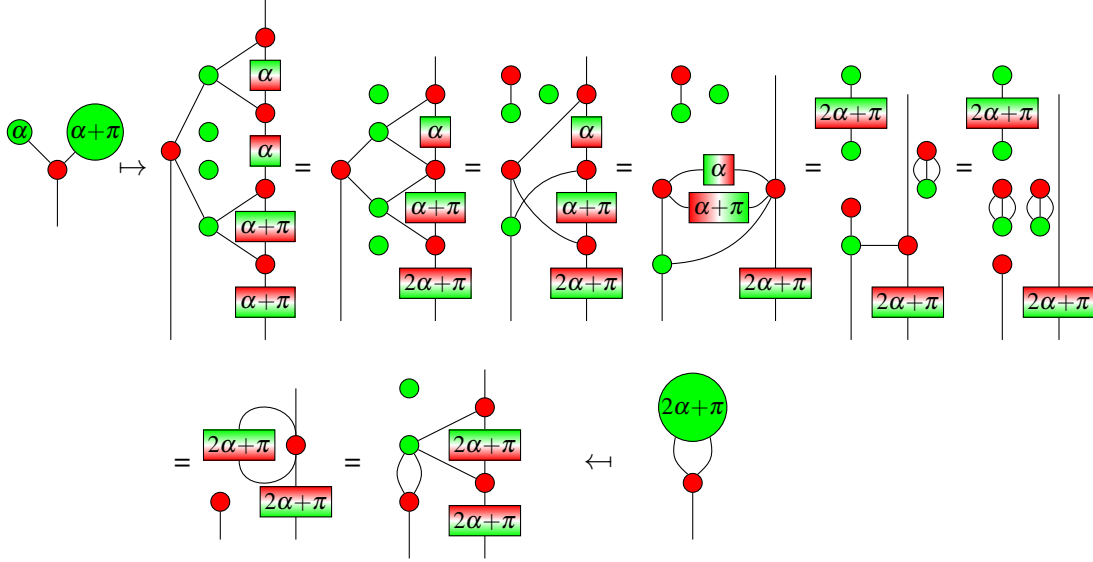 α α+π ↦ α α α+π α+π = α α+π 2α+π = α α+π 2α+π = α α+π 2α+π = 2α+π 2α+π = 2α+π 2α+π
= 2α+π 2α+π = 2α+π 2α+π ↤ 2α+π